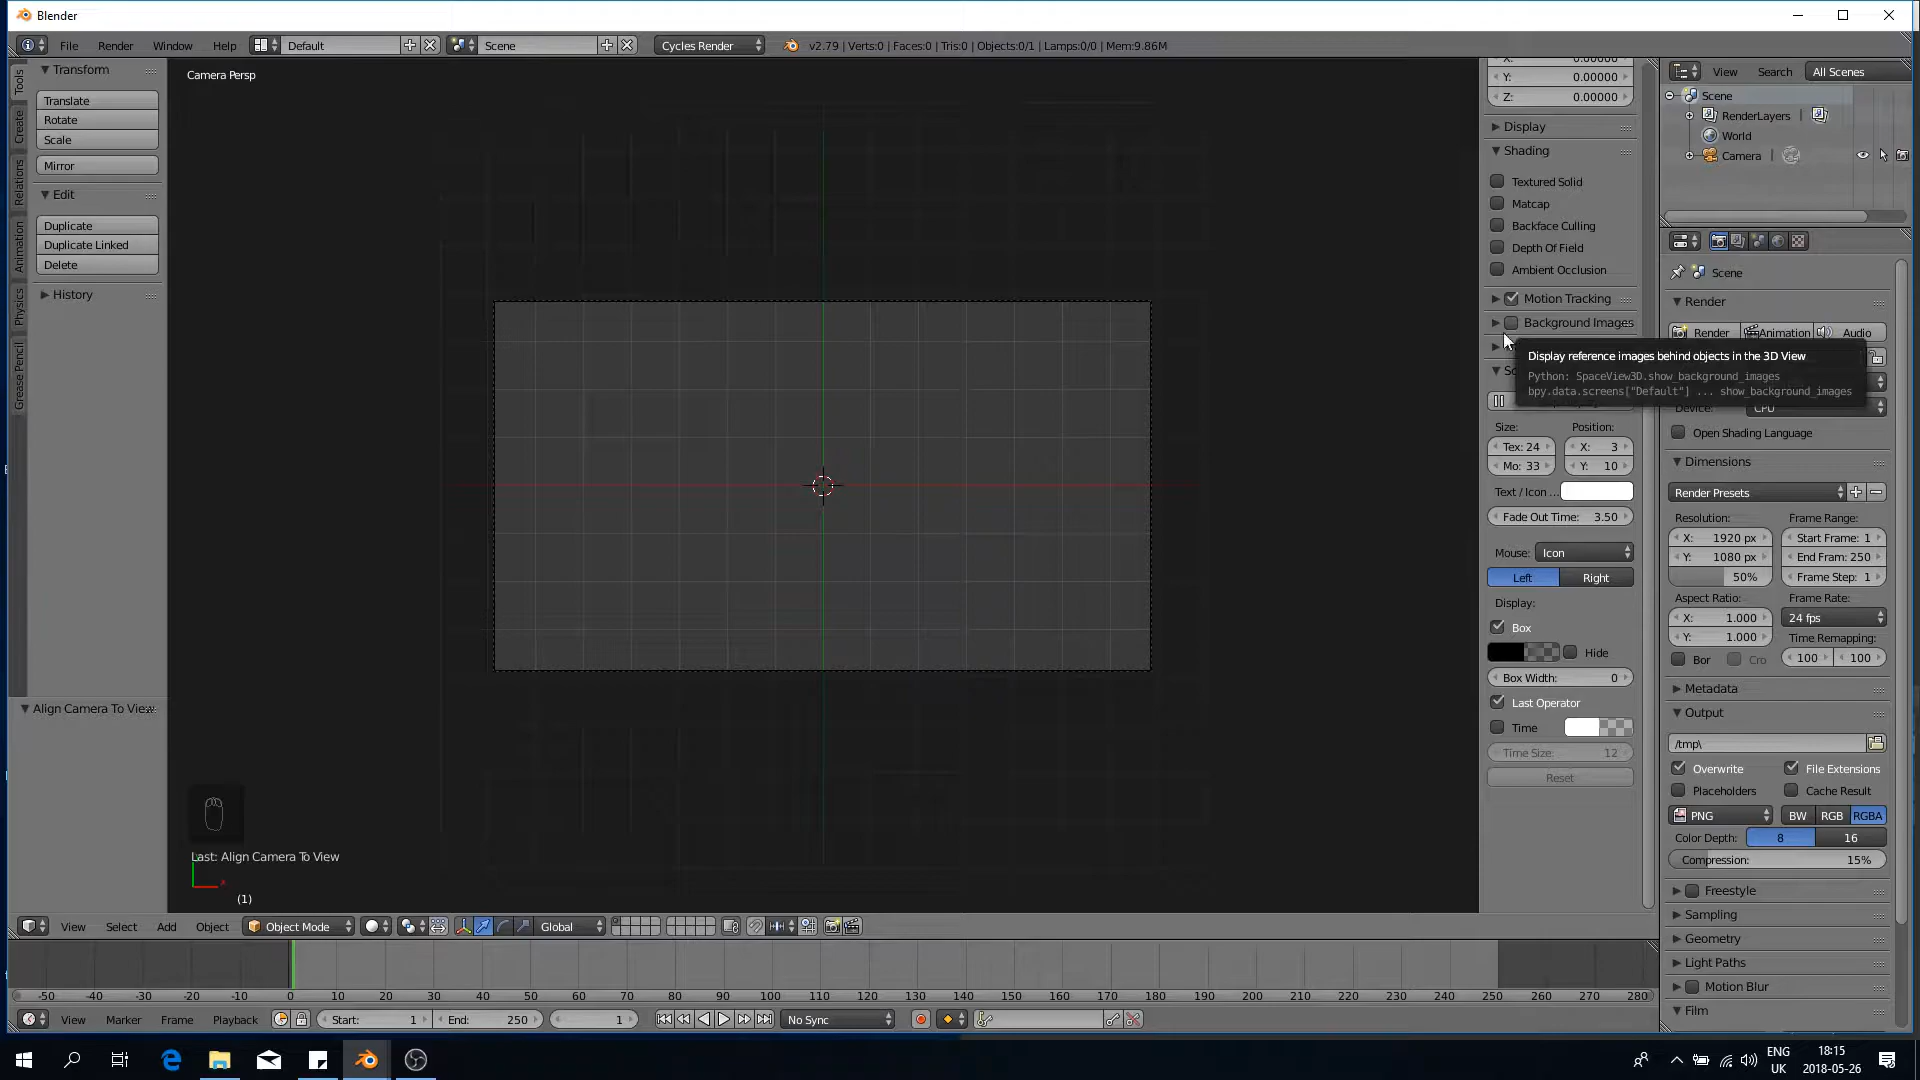 Blender
File Render Window Help Default Scene Cycles Render v2.79 | Verts:0 | Faces:0 | Tris:0 | Objects:0/1 | Lamps:0/0 | Mem:9.86M
Tools
Create
Relations
Animation
Physics
Grease Pencil
Transform
Translate
Rotate
Scale
Mirror
Edit
Duplicate
Duplicate Linked
Delete
History
Align Camera To View
Camera Persp
Last: Align Camera To View
x
(1)
Y: 0.00000
Z: 0.00000
Display
Shading
Textured Solid
Matcap
Backface Culling
Depth Of Field
Ambient Occlusion
Motion Tracking
Background Images
Display reference images behind objects in the 3D View
Python: SpaceView3D.show_background_images
bpy.data.screens["Default"] ... show_background_images
Size: Position:
Tex: 24 X: 3
Mo: 33 Y: 10
Text / Icon ...
Fade Out Time: 3.50
Mouse: Icon
Left Right
Display:
Box
Hide
Box Width: 0
Last Operator
Time
Time Size: 12
Reset
View Search All Scenes
Scene
RenderLayers |
World
Camera |
Scene
Render
Render Animation Audio
Device: CPU
Open Shading Language
Dimensions
Render Presets
Resolution: Frame Range:
X: 1920 px Start Frame: 1
Y: 1080 px End Fram: 250
50% Frame Step: 1
Aspect Ratio: Frame Rate:
X: 1.000 24 fps
Y: 1.000 Time Remapping:
Bor Cro 100 100
Metadata
Output
/tmp\
Overwrite File Extensions
Placeholders Cache Result
PNG BW RGB RGBA
Color Depth: 8 16
Compression: 15%
Freestyle
Sampling
Geometry
Light Paths
Motion Blur
Film
View Select Add Object Object Mode Global
-50 -40 -30 -20 -10 0 10 20 30 40 50 60 70 80 90 100 110 120 130 140 150 160 170 180 190 200 210 220 230 240 250 260 270 280
View Marker Frame Playback Start: 1 End: 250 1 No Sync
ENG 18:15
UK 2018-05-26